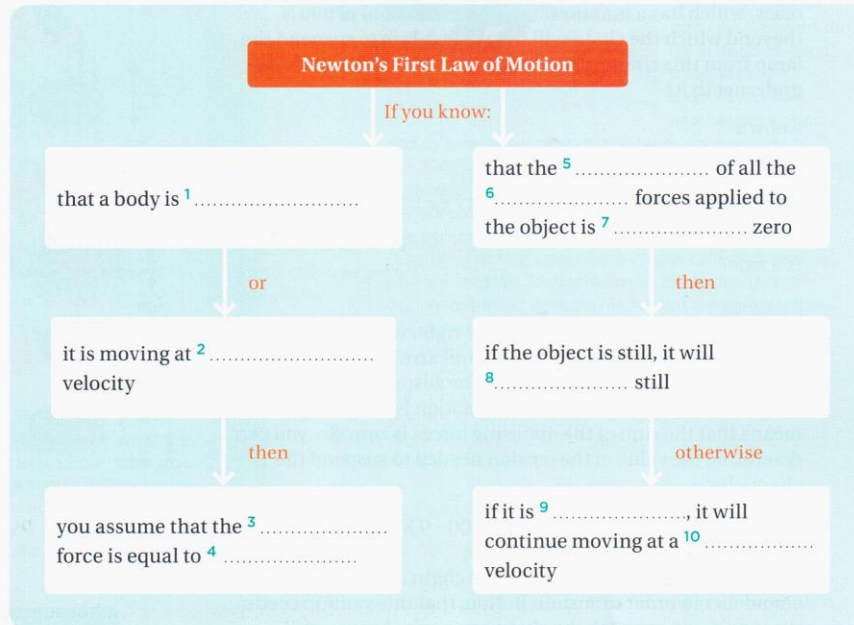 Newton's First Law of Motion
If you know:
that a body is 1 ...........................
or
it is moving at 2 ...........................
velocity
then
you assume that the 3 .....................
force is equal to 4 ......................
that the 5 ...................... of all the
6 ...................... forces applied to
the object is 7 ...................... zero
then
if the object is still, it will
8 ...................... still
otherwise
if it is 9 ......................, it will
continue moving at a 10 ..................
velocity